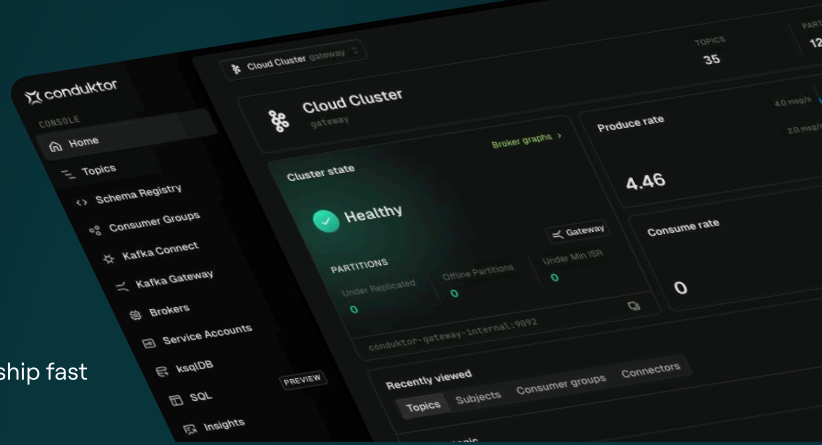 conduktor
CONSOLE
Home
Topics
Schema Registry
Consumer Groups
Kafka Connect
Kafka Gateway
Brokers
Service Accounts
ksqlDB
SQL
PREVIEW
Insights
ship fast
Cloud Cluster gateway
Cloud Cluster
gateway
TOPICS
35
Cluster state
Broker graphs >
Healthy
Gateway
PARTITIONS
Under Replicated
0
Offline Partitions
0
Under Min ISR
0
conduktor-gateway-internal:9092
Produce rate
4.0 msg/s
2.0 msg/s
4.46
Consume rate
0
Recently viewed
Topics Subjects Consumer groups Connectors